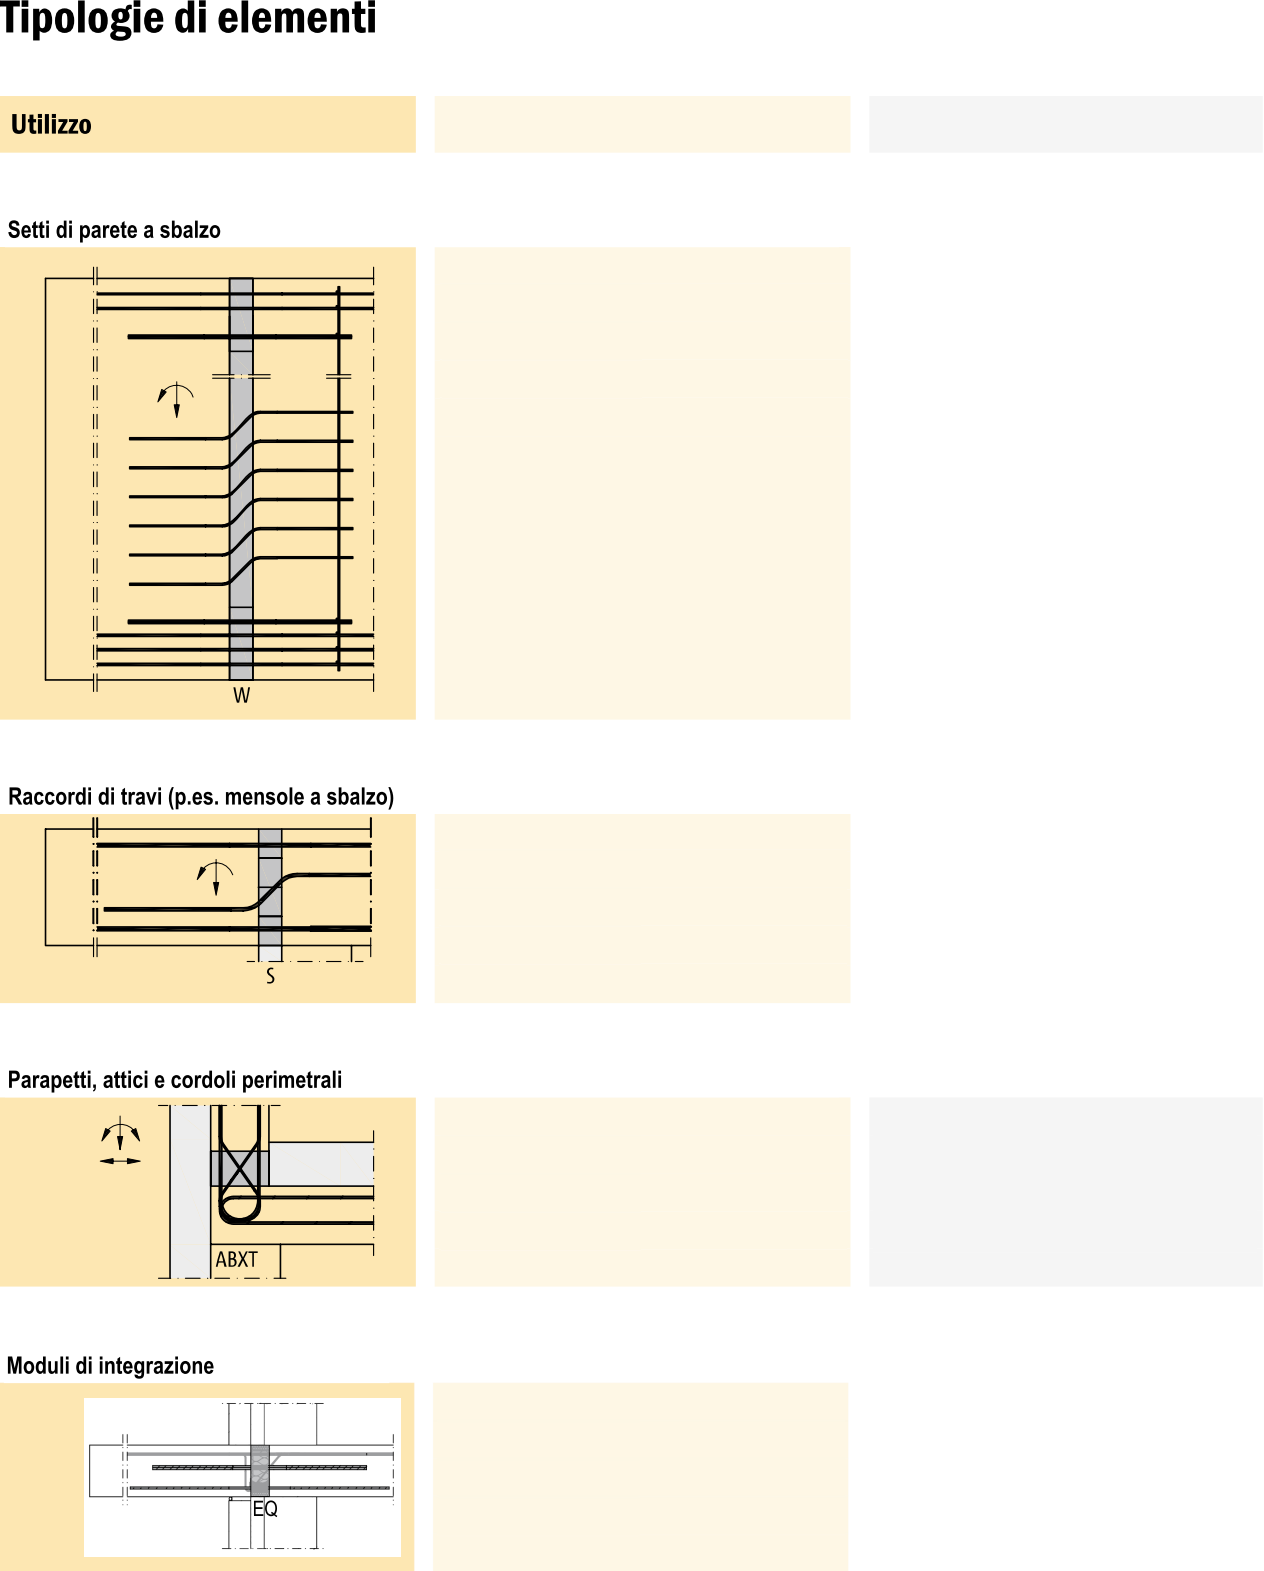 Tipologie di elementi
Utilizzo
Setti di parete a sbalzo
W
Raccordi di travi (p.es. mensole a sbalzo)
S
Parapetti, attici e cordoli perimetrali
ABXT
Moduli di integrazione
EQ